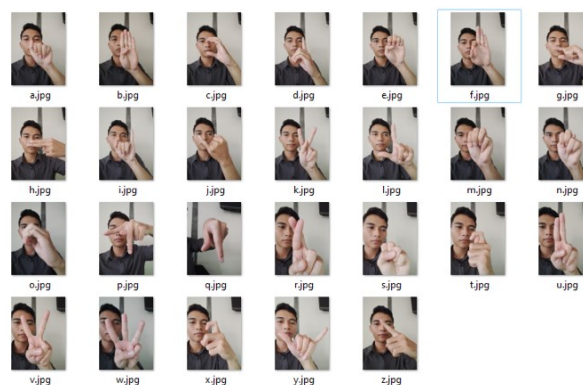 a.jpg b.jpg c.jpg d.jpg e.jpg f.jpg g.jpg
h.jpg i.jpg j.jpg k.jpg l.jpg m.jpg n.jpg
o.jpg p.jpg q.jpg r.jpg s.jpg t.jpg u.jpg
v.jpg w.jpg x.jpg y.jpg z.jpg